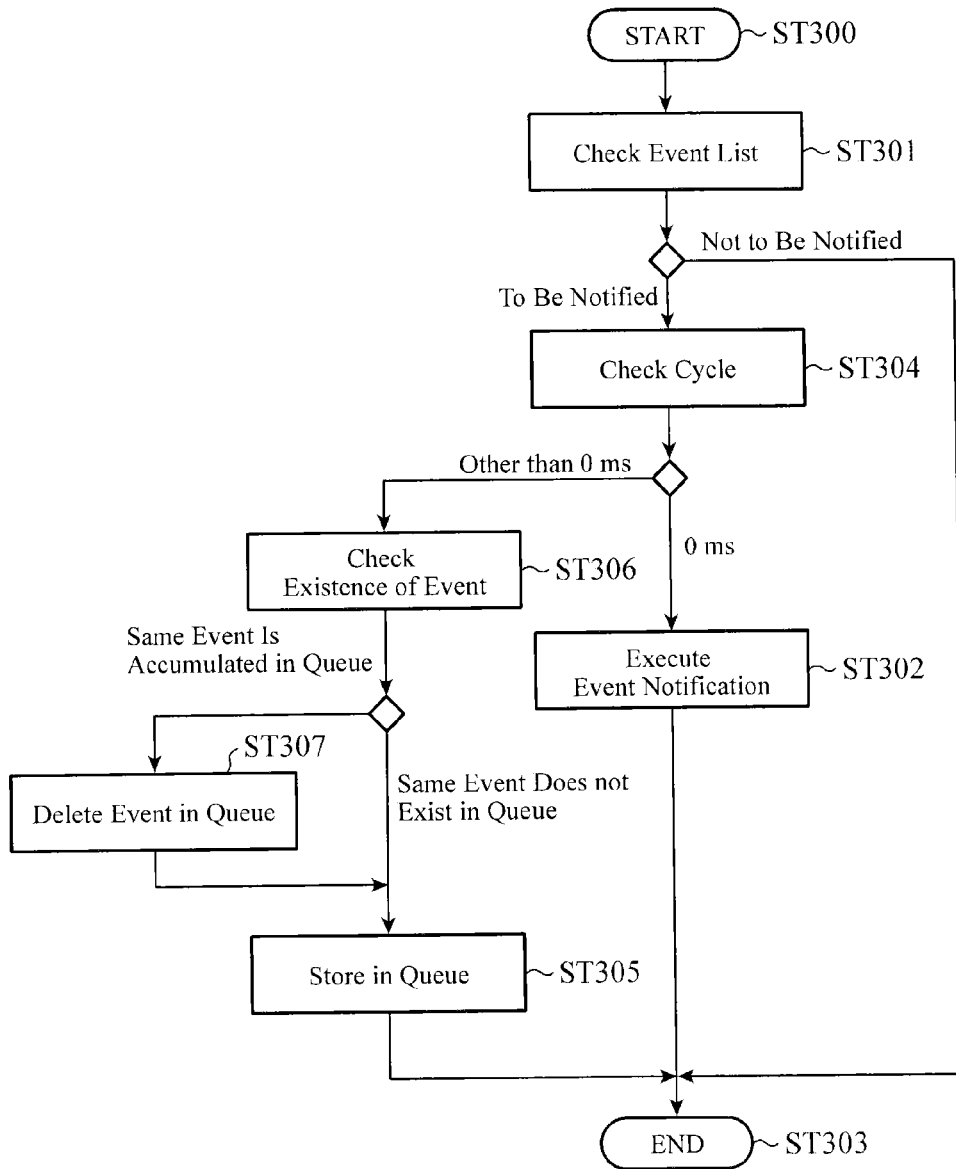 START
ST300
Check Event List
ST301
Not to Be Notified
To Be Notified
Check Cycle
ST304
Other than 0 ms
0 ms
Check
Existence of Event
ST306
Same Event Is
Accumulated in Queue
Execute
Event Notification
ST302
ST307
Delete Event in Queue
Same Event Does not
Exist in Queue
Store in Queue
ST305
END
ST303